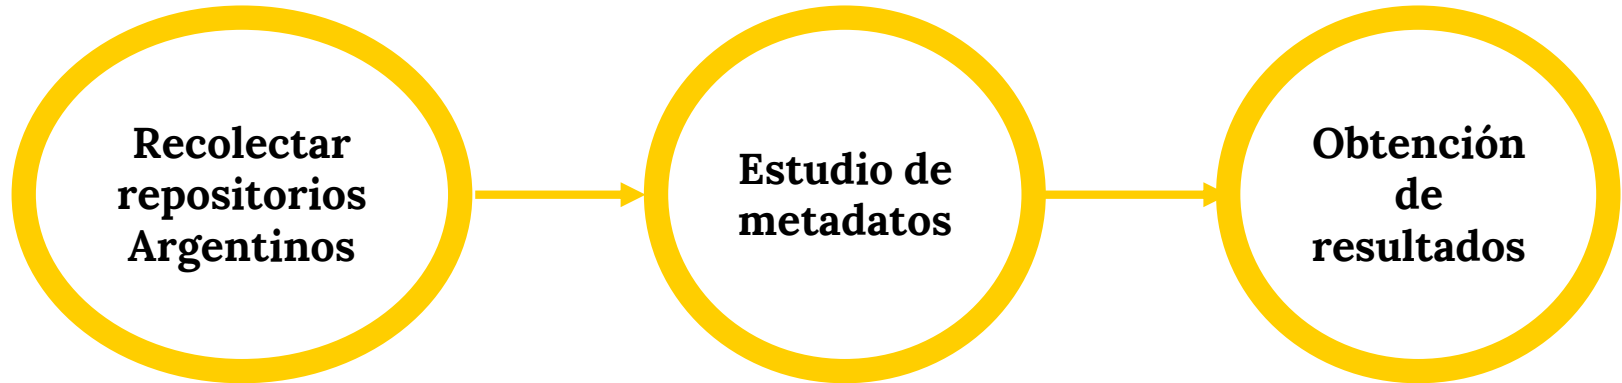 Recolectar
repositorios
Argentinos
Estudio de
metadatos
Obtención
de
resultados